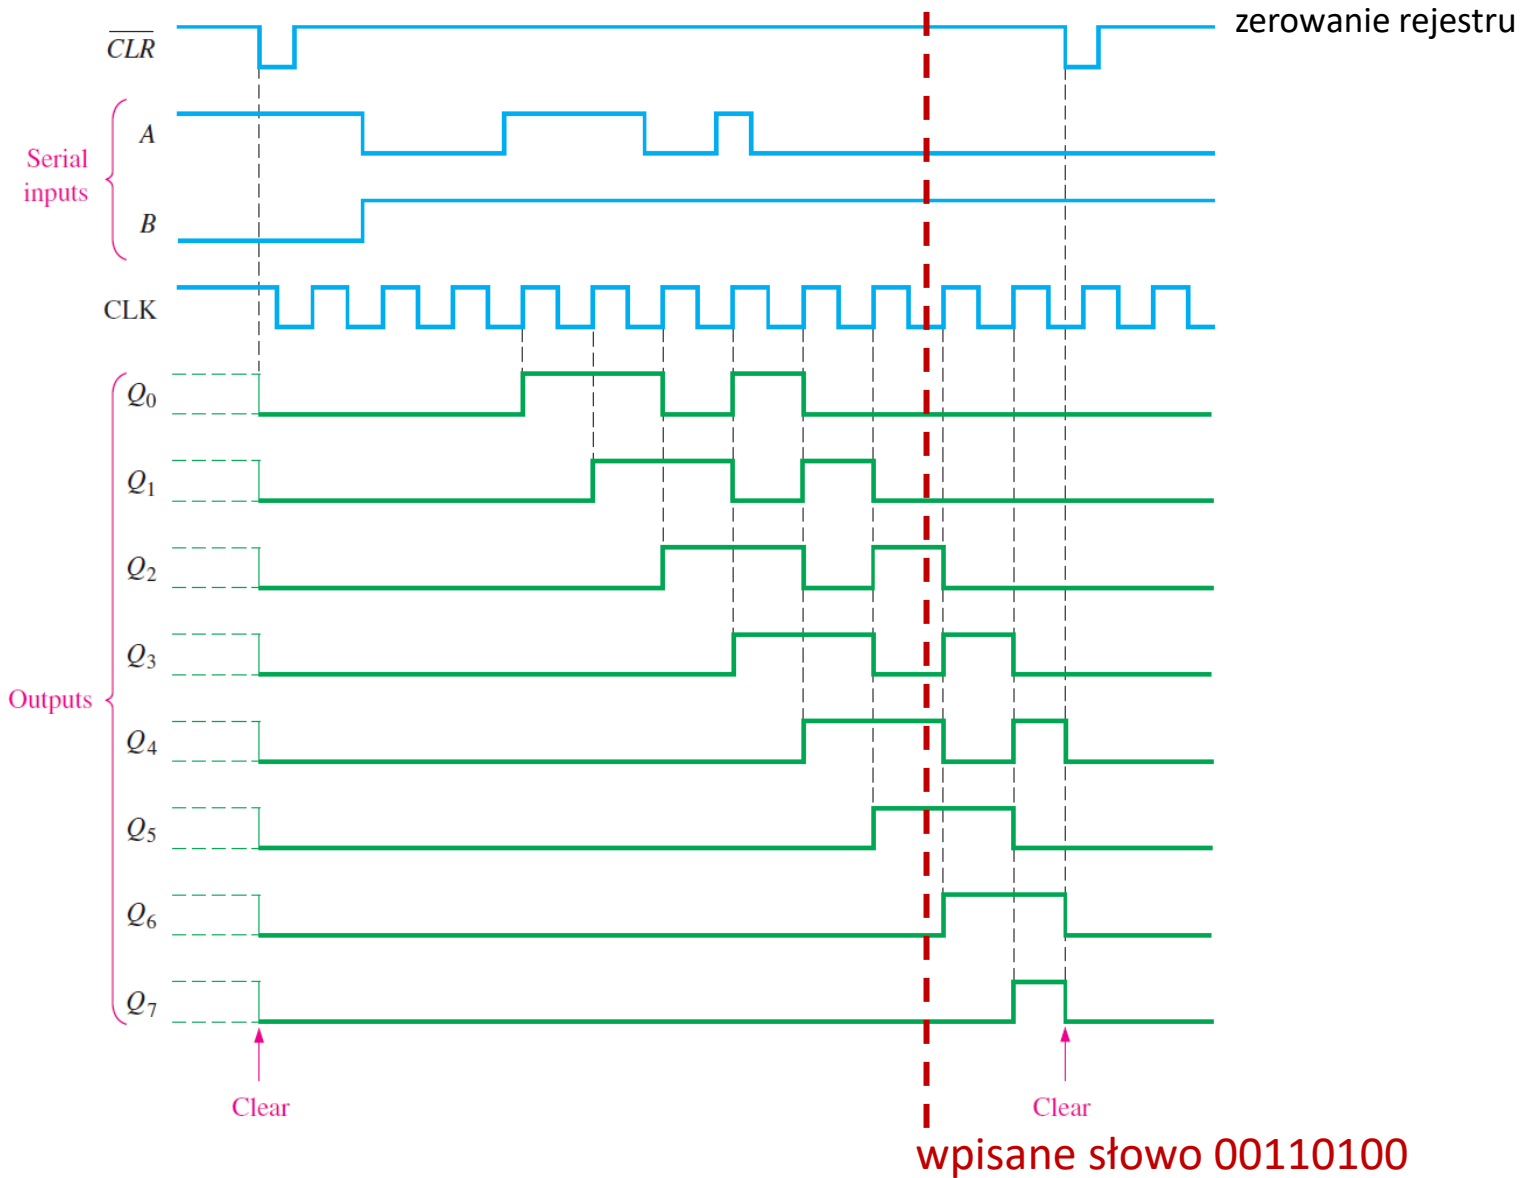 zerowanie rejestru
C̅L̅R̅
Serial
inputs
A
B
CLK
Outputs
Q₀
Q₁
Q₂
Q₃
Q₄
Q₅
Q₆
Q₇
Clear
Clear
wpisane słowo 00110100